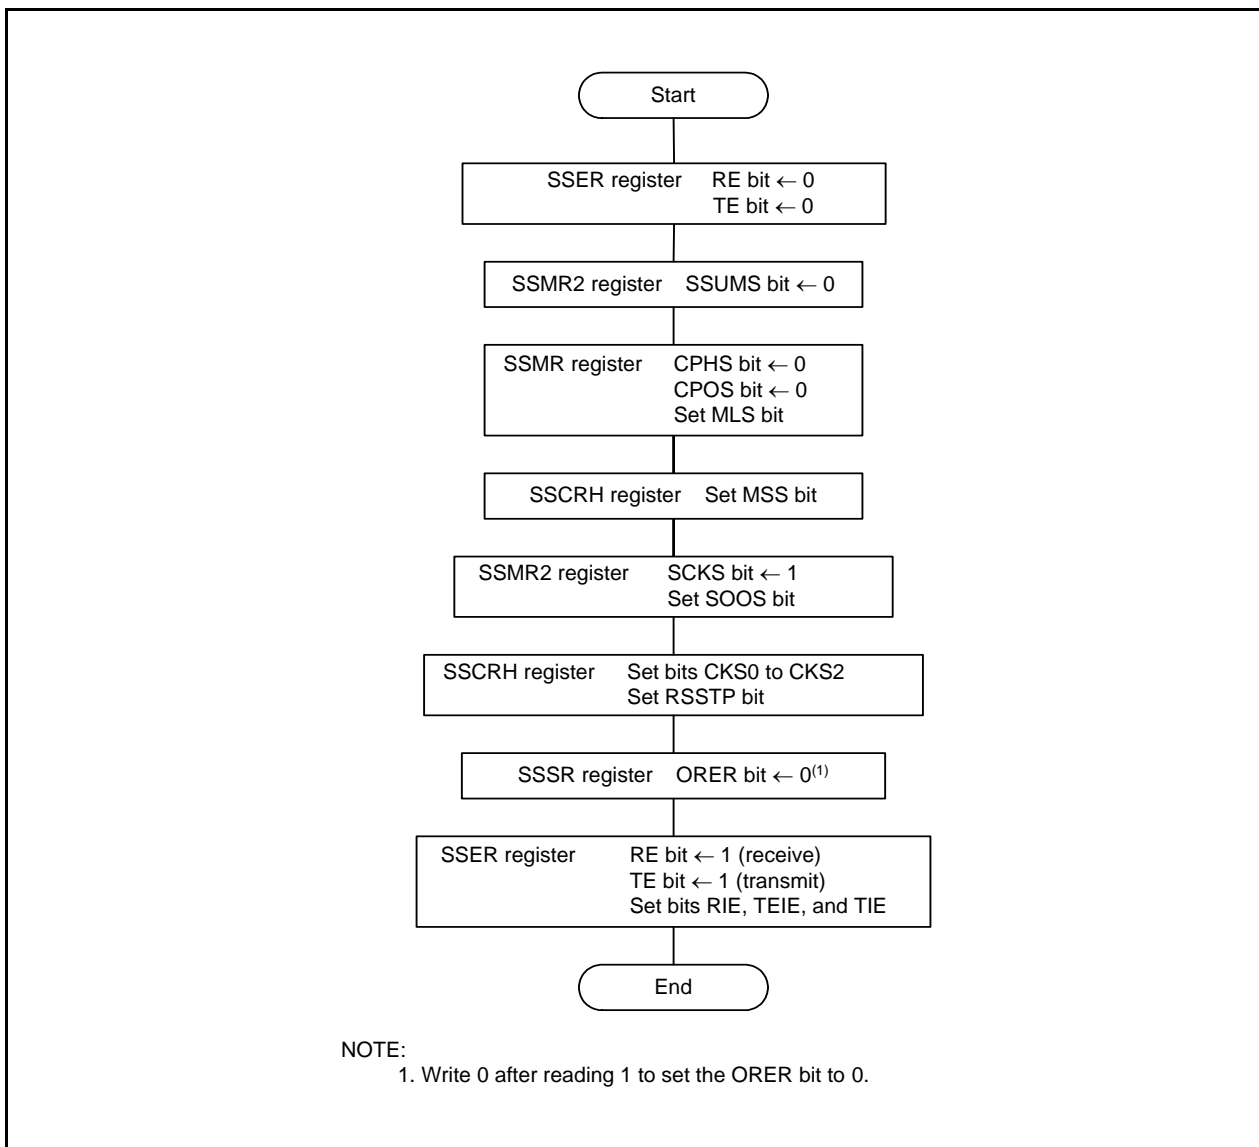 Start
SSER register RE bit ← 0
TE bit ← 0
SSMR2 register SSUMS bit ← 0
SSMR register CPHS bit ← 0
CPOS bit ← 0
Set MLS bit
SSCRH register Set MSS bit
SSMR2 register SCKS bit ← 1
Set SOOS bit
SSCRH register Set bits CKS0 to CKS2
Set RSSTP bit
SSSR register ORER bit ← 0(1)
SSER register RE bit ← 1 (receive)
TE bit ← 1 (transmit)
Set bits RIE, TEIE, and TIE
End
NOTE:
1. Write 0 after reading 1 to set the ORER bit to 0.